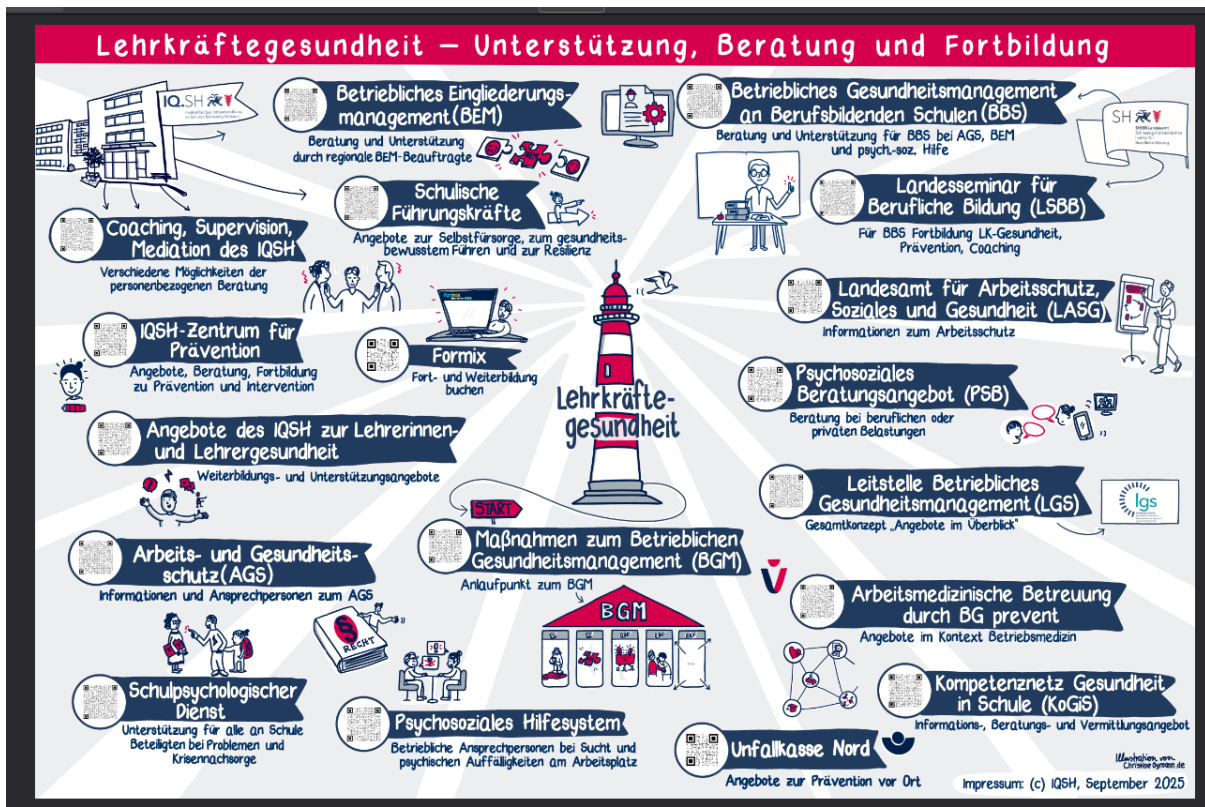 Lehrkräftegesundheit – Unterstützung, Beratung und Fortbildung
IQ.SH
Betriebliches Eingliederungs-
management (BEM)
Beratung und Unterstützung
durch regionale BEM-Beauftragte
Betriebliches Gesundheitsmanagement
an Berufsbildenden Schulen (BBS)
Beratung und Unterstützung für BBS bei AGS, BEM
und psych.-soz. Hilfe
SH
SHIBB Landesamt
Schulische
Führungskräfte
Angebote zur Selbstfürsorge, zum gesundheits-
bewusstem Führen und zur Resilienz
Landesseminar für
Berufliche Bildung (LSBB)
Für BBS Fortbildung LK-Gesundheit,
Prävention, Coaching
Coaching, Supervision,
Mediation des IQSH
Verschiedene Möglichkeiten der
personenbezogenen Beratung
Landesamt für Arbeitsschutz,
Soziales und Gesundheit (LASG)
Informationen zum Arbeitsschutz
IQSH-Zentrum für
Prävention
Angebote, Beratung, Fortbildung
zu Prävention und Intervention
formix
Formix
Fort- und Weiterbildung
buchen
Lehrkräfte-
gesundheit
Psychosoziales
Beratungsangebot (PSB)
Beratung bei beruflichen oder
privaten Belastungen
Angebote des IQSH zur Lehrerinnen-
und Lehrergesundheit
Weiterbildungs- und Unterstützungsangebote
Leitstelle Betriebliches
Gesundheitsmanagement (LGS)
Gesamtkonzept „Angebote im Überblick"
lgs
START
Maßnahmen zum Betrieblichen
Gesundheitsmanagement (BGM)
Anlaufpunkt zum BGM
BGM
...
Arbeits- und Gesundheits-
schutz (AGS)
Informationen und Ansprechpersonen zum AGS
§
RECHT
Arbeitsmedizinische Betreuung
durch BG prevent
Angebote im Kontext Betriebsmedizin
Schulpsychologischer
Dienst
Unterstützung für alle an Schule
Beteiligten bei Problemen und
Krisennachsorge
Psychosoziales Hilfesystem
Betriebliche Ansprechpersonen bei Sucht und
psychischen Auffälligkeiten am Arbeitsplatz
Kompetenznetz Gesundheit
in Schule (KoGiS)
Informations-, Beratungs- und Vermittlungsangebot
Unfallkasse Nord
Angebote zur Prävention vor Ort
Illustration von
Impressum: (c) IQSH, September 2025